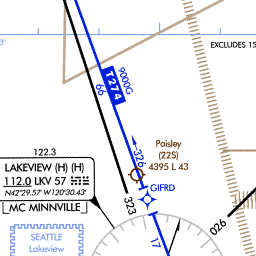 EXCLUDES 15
9000G
T274
66
Paisley
(22S)
4395 L 43
326
122.3
LAKEVIEW (H) (H)
112.0 LKV 57
N42°29.57' W120°30.43'
MC MINNVILLE
323
GIFRD
026
17
SEATTLE
Lakeview